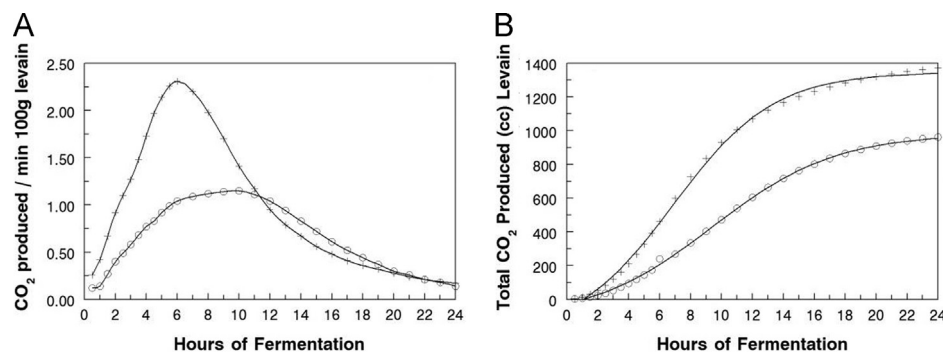 A
CO2 produced / min 100g levain
2.50
2.00
1.50
1.00
0.50
0.00
0 2 4 6 8 10 12 14 16 18 20 22 24
Hours of Fermentation
B
Total CO2 Produced (cc) Levain
1400
1200
1000
800
600
400
200
0
0 2 4 6 8 10 12 14 16 18 20 22 24
Hours of Fermentation